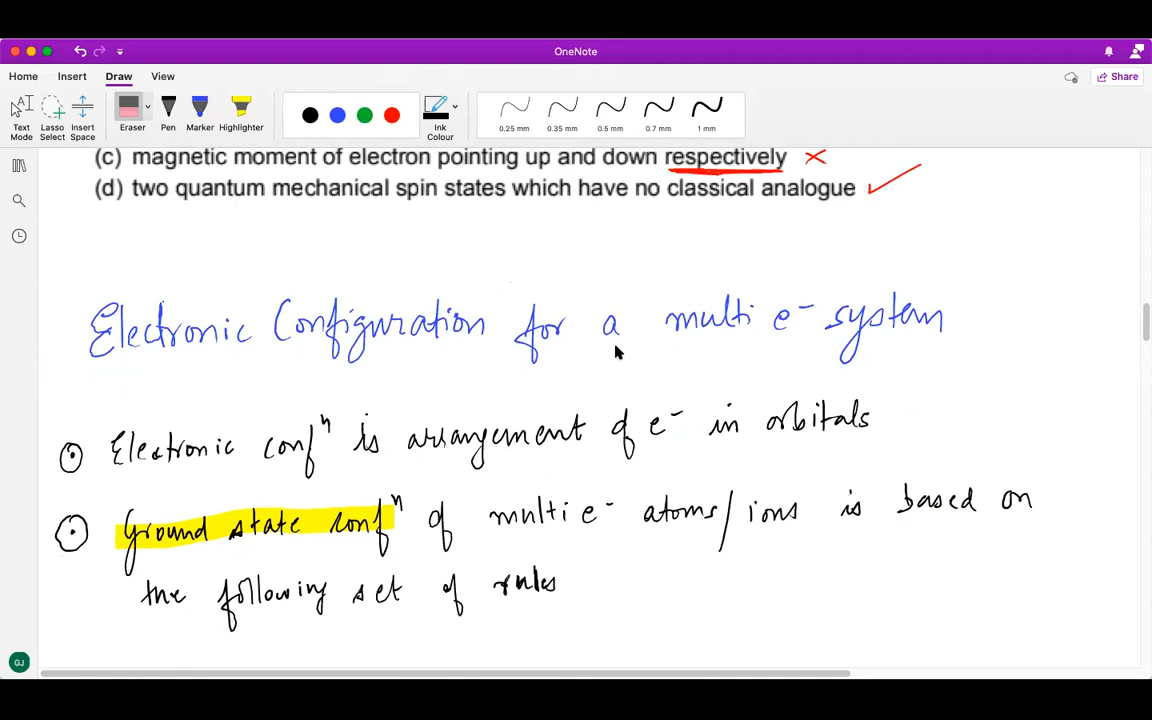 OneNote
Home Insert Draw View
Share
Text Mode
Lasso Select
Insert Space
Eraser
Pen
Marker
Highlighter
Ink Colour
0.25 mm
0.35 mm
0.5 mm
0.7 mm
1 mm
(c) magnetic moment of electron pointing up and down respectively ×
(d) two quantum mechanical spin states which have no classical analogue ✓
Electronic Configuration for a multi e⁻ system
⊙ Electronic confⁿ is arrangement of e⁻ in orbitals
⊙ Ground state confⁿ of multi e⁻ atoms/ions is based on
the following set of rules
GJ